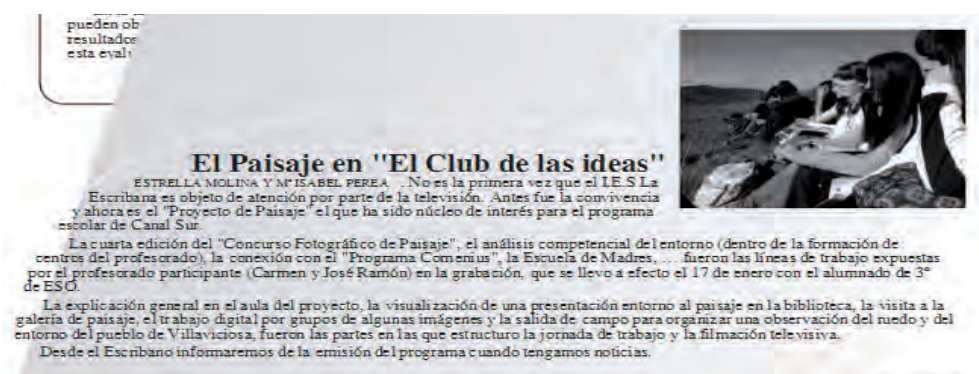 pueden ob
resultados
esta eval
El Paisaje en "El Club de las ideas"
ESTRELLA MOLINA Y Mª ISABEL PEREA . No es la primera vez que el I.E.S La
Escribana es objeto de atención por parte de la televisión. Antes fue la convivencia
y ahora es el "Proyecto de Paisaje" el que ha sido núcleo de interés para el programa
escolar de Canal Sur.
La cuarta edición del "Concurso Fotográfico de Paisaje", el análisis competencial del entorno (dentro de la formación de
centros del profesorado), la conexión con el "Programa Comenius", la Escuela de Madres, ... fueron las líneas de trabajo expuestas
por el profesorado participante (Carmen y José Ramón) en la grabación, que se llevo a efecto el 17 de enero con el alumnado de 3º
de ESO.
La explicación general en el aula del proyecto, la visualización de una presentación entorno al paisaje en la biblioteca, la visita a la
galería de paisaje, el trabajo digital por grupos de algunas imágenes y la salida de campo para organizar una observación del ruedo y del
entorno del pueblo de Villaviciosa, fueron las partes en las que estructuro la jornada de trabajo y la filmación televisiva.
Desde el Escribano informaremos de la emisión del programa cuando tengamos noticias.